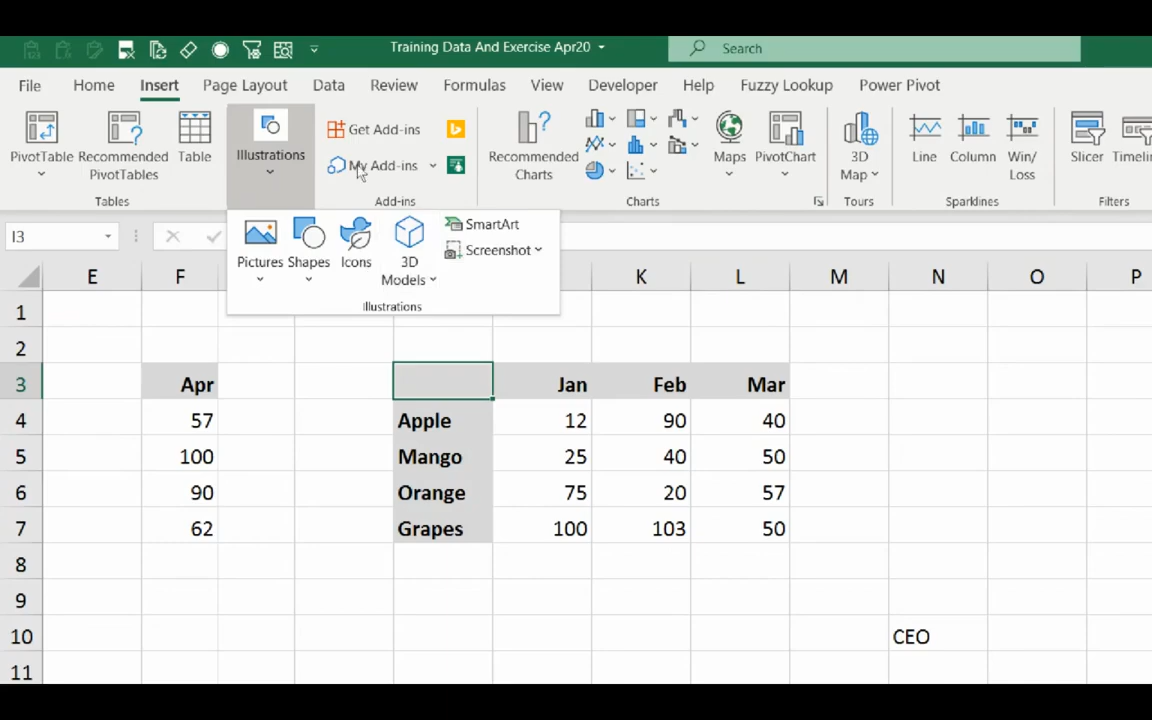 Training Data And Exercise Apr20
Search
File Home Insert Page Layout Data Review Formulas View Developer Help Fuzzy Lookup Power Pivot
PivotTable
Recommended PivotTables
Table
Tables
Illustrations
Get Add-ins
My Add-ins
Add-ins
Recommended Charts
Maps
PivotChart
Charts
3D Map
Tours
Line
Column
Win/Loss
Sparklines
Slicer
Timelin
Filters
I3
Pictures
Shapes
Icons
3D Models
SmartArt
Screenshot
Illustrations
E F K L M N O P
1
2
3 Apr Jan Feb Mar
4 57 Apple 12 90 40
5 100 Mango 25 40 50
6 90 Orange 75 20 57
7 62 Grapes 100 103 50
8
9
10 CEO
11